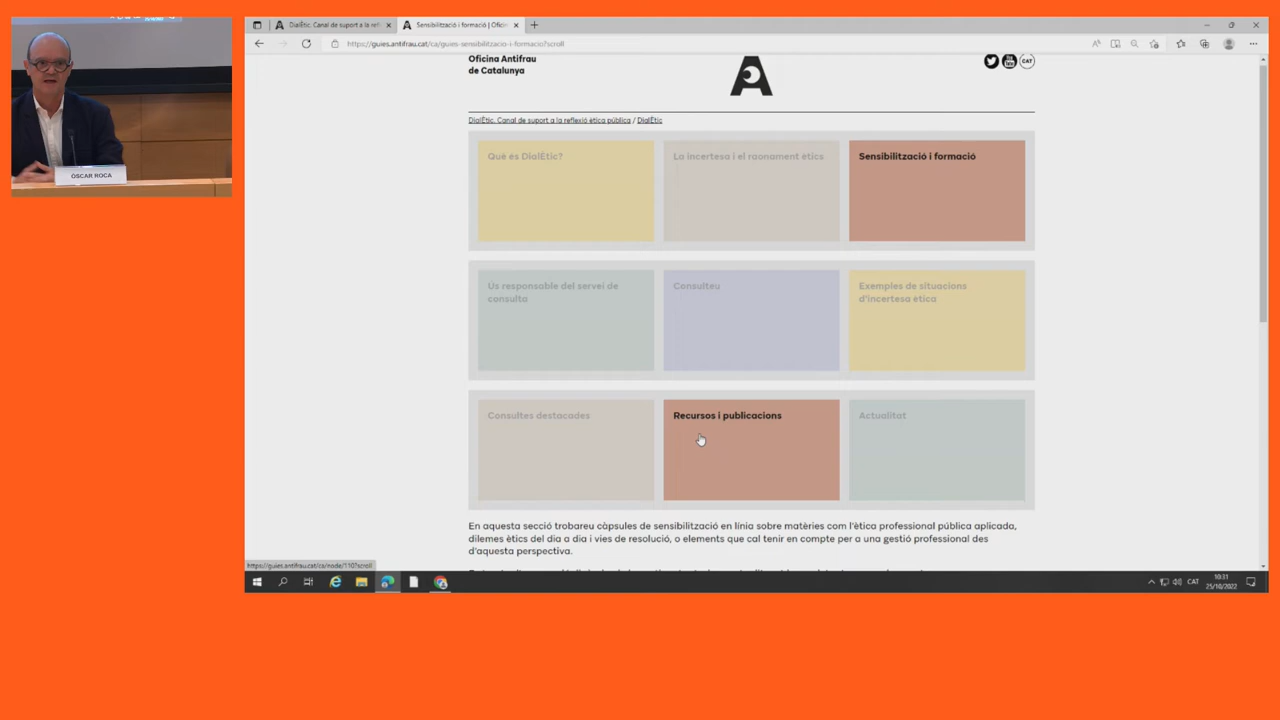 ÓSCAR ROCA
DialÈtic. Canal de suport a la refl
Sensibilització i formació | Oficin
https://guies.antifrau.cat/ca/guies-sensibilitzacio-i-formacio?scroll
Oficina Antifrau
de Catalunya
CAT
DialÈtic. Canal de suport a la reflexió ètica pública / DialÈtic
Què és DialÈtic?
La incertesa i el raonament ètics
Sensibilització i formació
Ús responsable del servei de
consulta
Consulteu
Exemples de situacions
d'incertesa ètica
Consultes destacades
Recursos i publicacions
Actualitat
En aquesta secció trobareu càpsules de sensibilització en línia sobre matèries com l'ètica professional pública aplicada,
dilemes ètics del dia a dia i vies de resolució, o elements que cal tenir en compte per a una gestió professional des
d'aquesta perspectiva.
https://guies.antifrau.cat/ca/node/110?scroll
CAT
10:31
25/10/2022